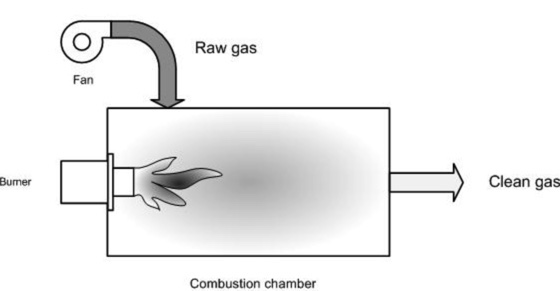 Raw gas
Fan
Burner
Clean gas
Combustion chamber